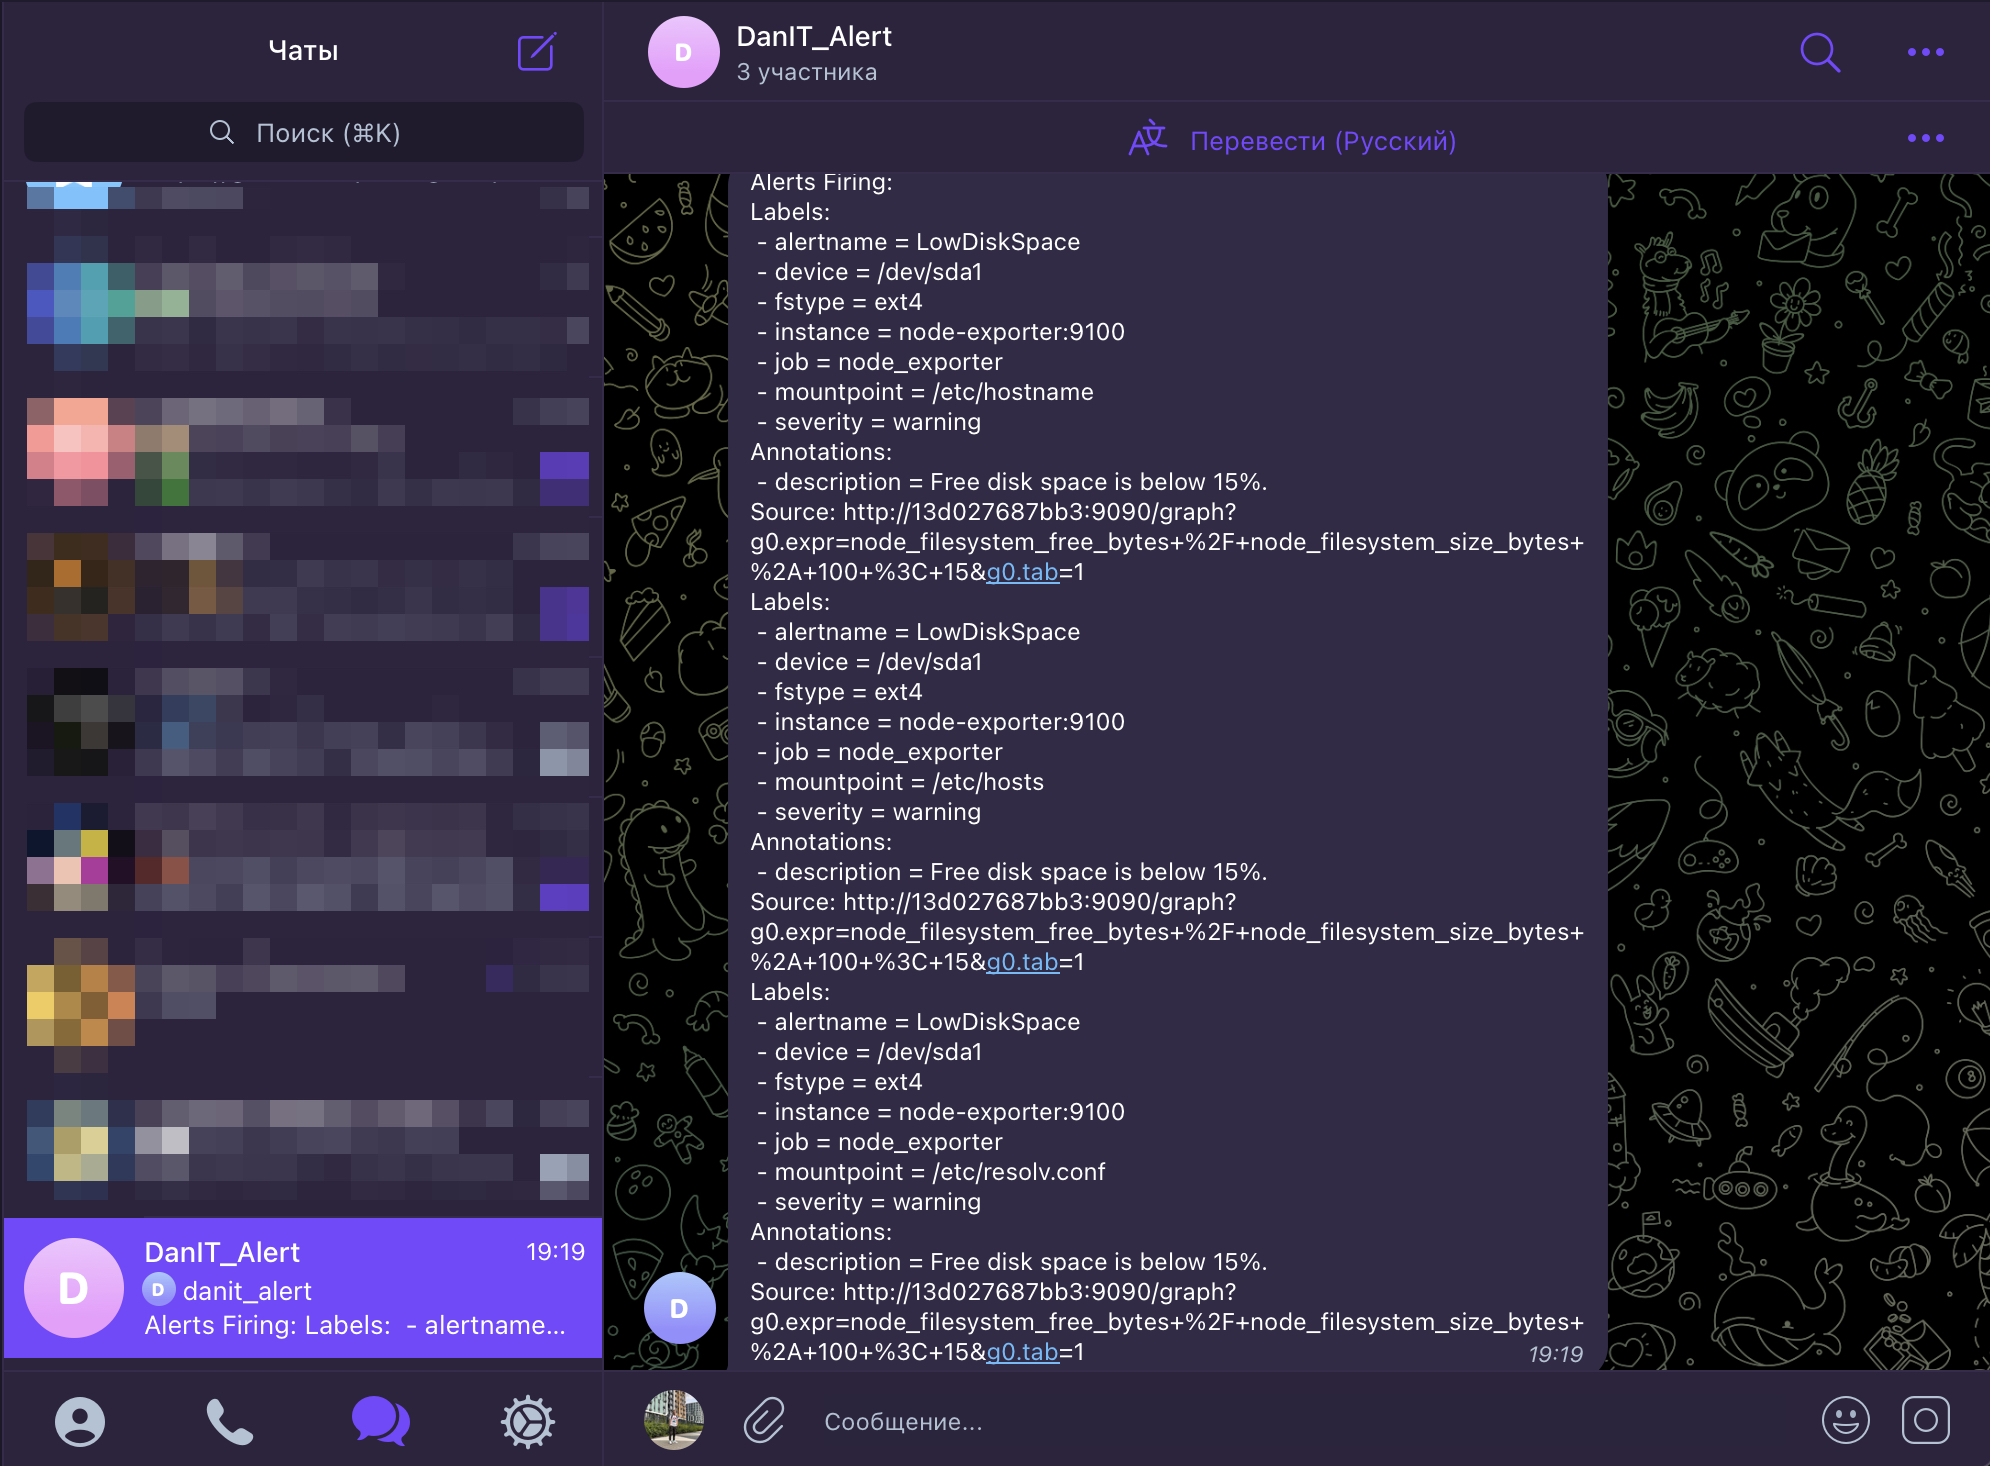 Чаты
Поиск (⌘K)
DanIT_Alert
19:19
D
D
danit_alert
Alerts Firing: Labels:  - alertname...
D
DanIT_Alert
3 участника
Перевести (Русский)
Alerts Firing:
Labels:
- alertname = LowDiskSpace
- device = /dev/sda1
- fstype = ext4
- instance = node-exporter:9100
- job = node_exporter
- mountpoint = /etc/hostname
- severity = warning
Annotations:
- description = Free disk space is below 15%.
Source: http://13d027687bb3:9090/graph?
g0.expr=node_filesystem_free_bytes+%2F+node_filesystem_size_bytes+
%2A+100+%3C+15&g0.tab=1
Labels:
- alertname = LowDiskSpace
- device = /dev/sda1
- fstype = ext4
- instance = node-exporter:9100
- job = node_exporter
- mountpoint = /etc/hosts
- severity = warning
Annotations:
- description = Free disk space is below 15%.
Source: http://13d027687bb3:9090/graph?
g0.expr=node_filesystem_free_bytes+%2F+node_filesystem_size_bytes+
%2A+100+%3C+15&g0.tab=1
Labels:
- alertname = LowDiskSpace
- device = /dev/sda1
- fstype = ext4
- instance = node-exporter:9100
- job = node_exporter
- mountpoint = /etc/resolv.conf
- severity = warning
Annotations:
- description = Free disk space is below 15%.
Source: http://13d027687bb3:9090/graph?
g0.expr=node_filesystem_free_bytes+%2F+node_filesystem_size_bytes+
%2A+100+%3C+15&g0.tab=1
19:19
D
Сообщение...